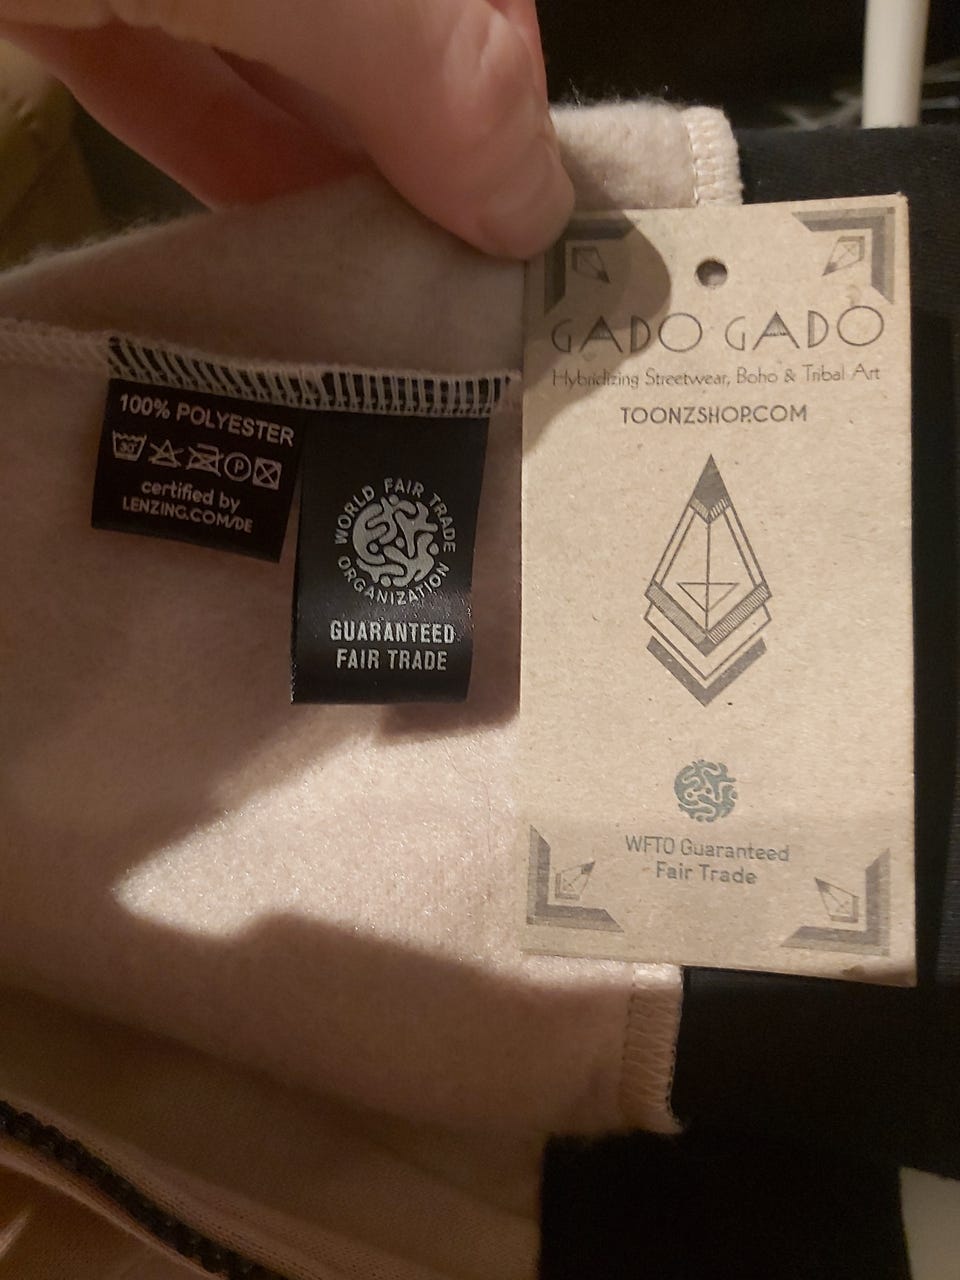 100% POLYESTER
30°
P
certified by
LENZING.COM/DE
WORLD FAIR TRADE
ORGANIZATION
GUARANTEED
FAIR TRADE
GADO GADO
Hybridizing Streetwear, Boho & Tribal Art
TOONZSHOP.COM
WFTO Guaranteed
Fair Trade